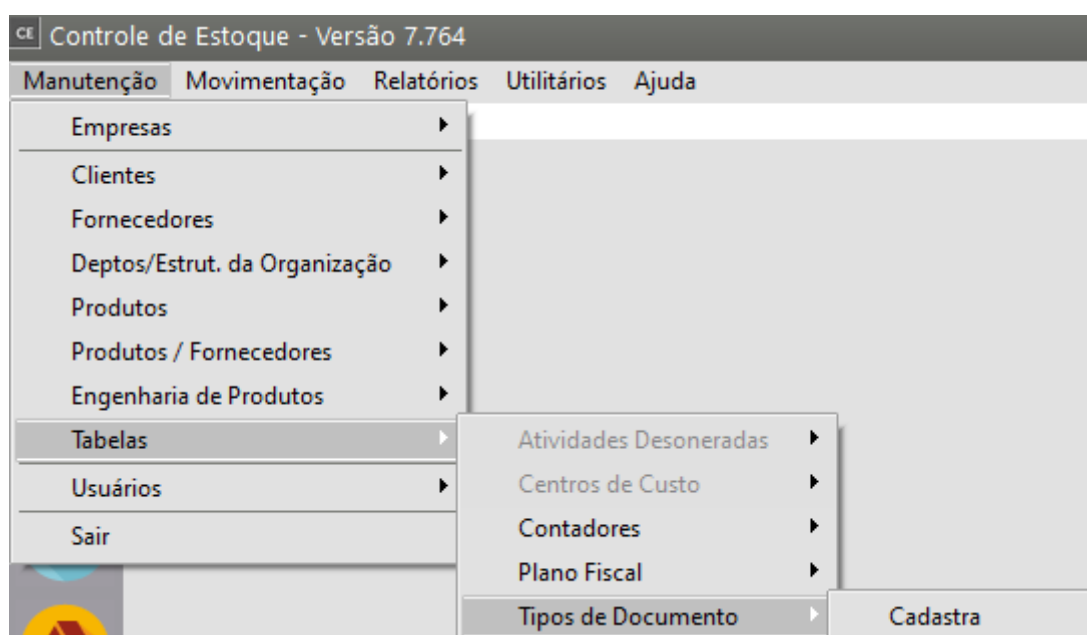 CE Controle de Estoque - Versão 7.764
Manutenção Movimentação Relatórios Utilitários Ajuda
Empresas
Clientes
Fornecedores
Deptos/Estrut. da Organização
Produtos
Produtos / Fornecedores
Engenharia de Produtos
Tabelas
Usuários
Sair
Atividades Desoneradas
Centros de Custo
Contadores
Plano Fiscal
Tipos de Documento
Cadastra